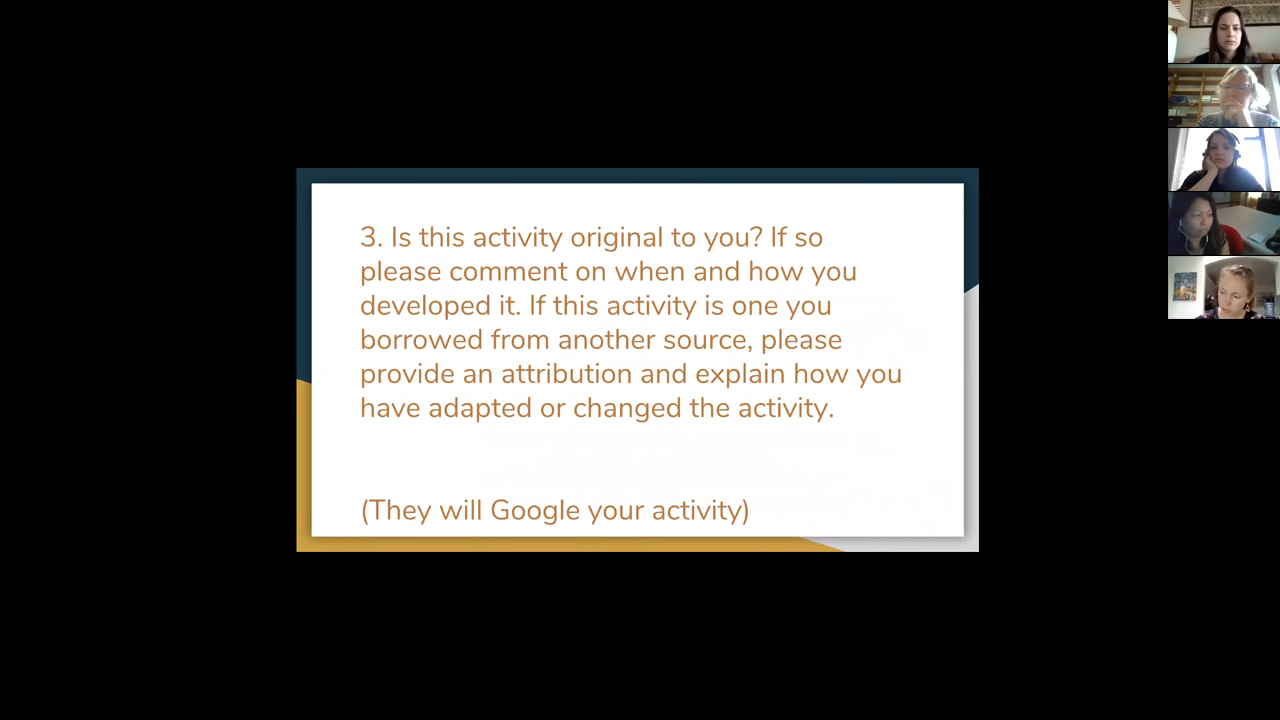 3. Is this activity original to you? If so
please comment on when and how you
developed it. If this activity is one you
borrowed from another source, please
provide an attribution and explain how you
have adapted or changed the activity.
(They will Google your activity)